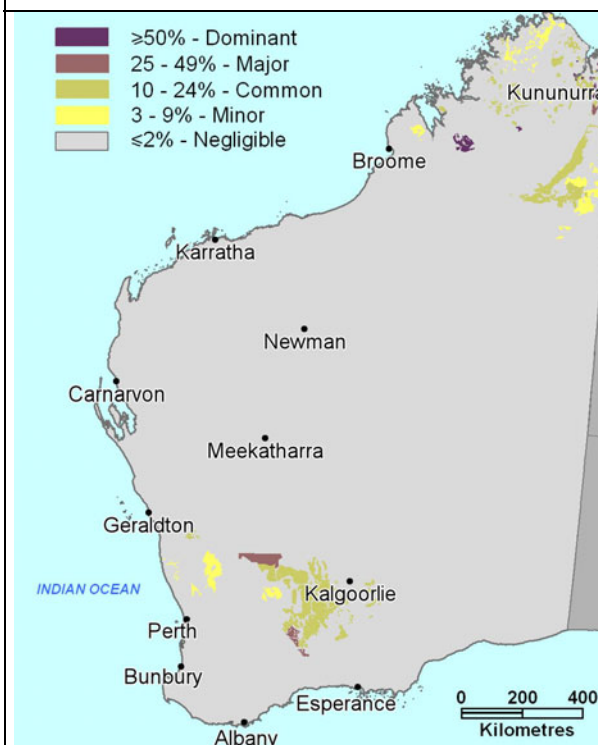 ≥50% - Dominant
25 - 49% - Major
10 - 24% - Common
3 - 9% - Minor
≤2% - Negligible
Kununurra
Broome
Karratha
Newman
Carnarvon
Meekatharra
Geraldton
INDIAN OCEAN
Kalgoorlie
Perth
Bunbury
Esperance
Albany
0 200 400
Kilometres